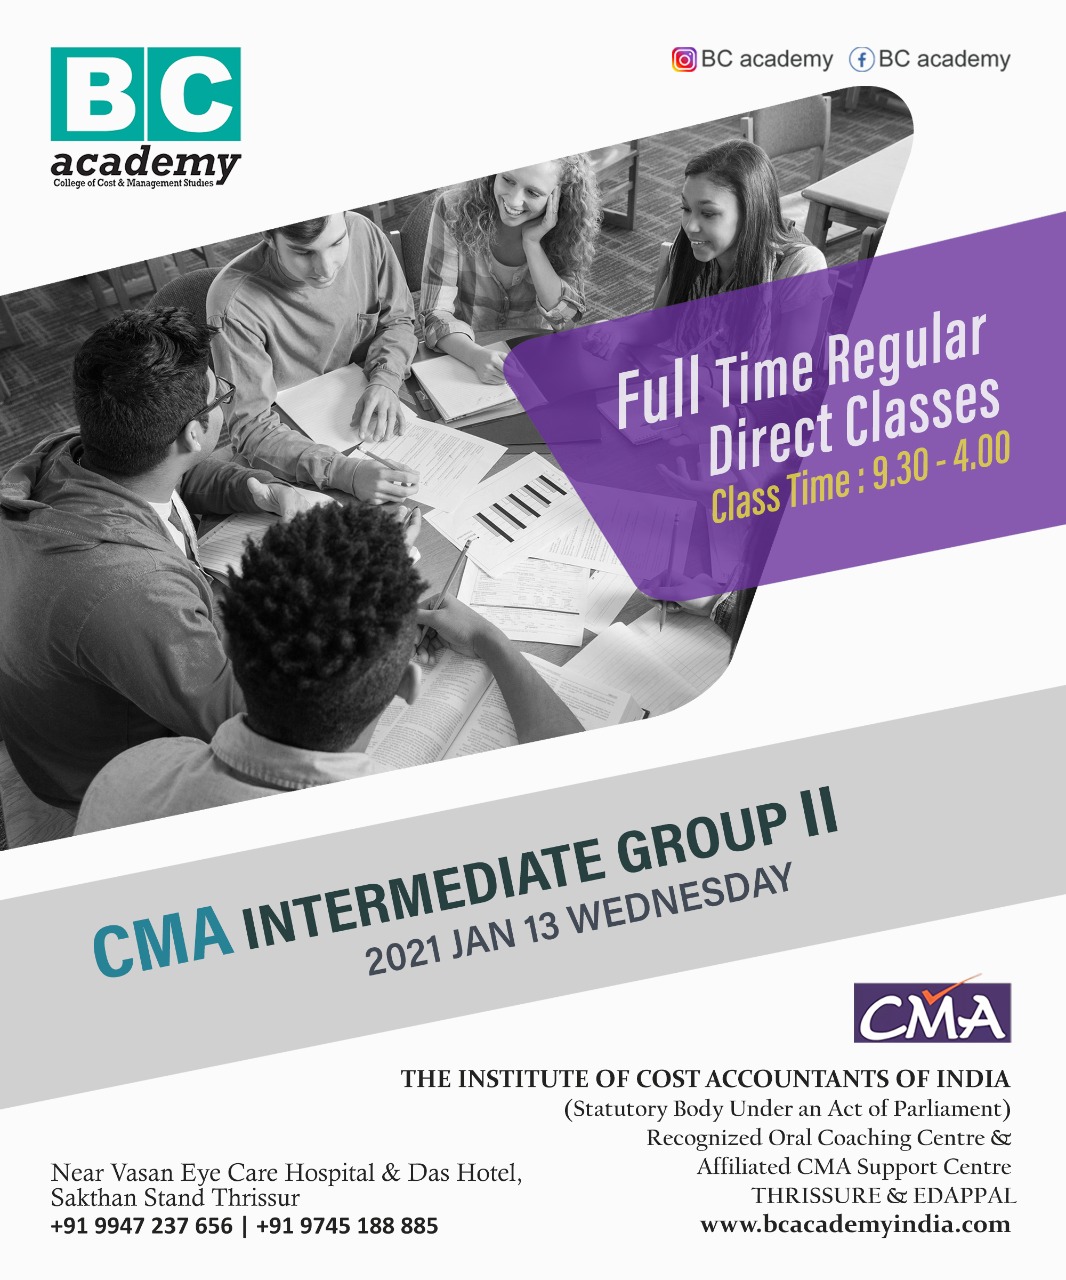 BC
academy
College of Cost & Management Studies
BC academy BC academy
Full Time Regular
Direct Classes
Class Time : 9.30 - 4.00
CMA INTERMEDIATE GROUP II
2021 JAN 13 WEDNESDAY
CMA
THE INSTITUTE OF COST ACCOUNTANTS OF INDIA
(Statutory Body Under an Act of Parliament)
Recognized Oral Coaching Centre &
Affiliated CMA Support Centre
THRISSURE & EDAPPAL
www.bcacademyindia.com
Near Vasan Eye Care Hospital & Das Hotel,
Sakthan Stand Thrissur
+91 9947 237 656 | +91 9745 188 885